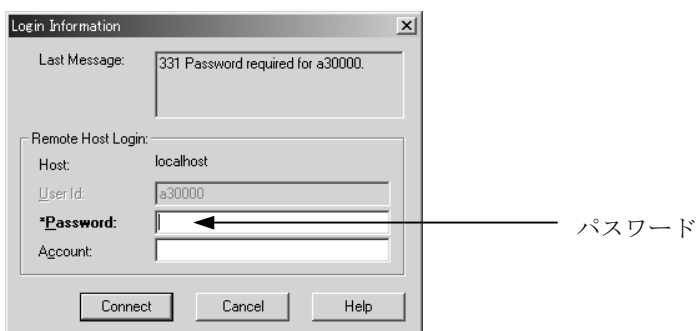 Login Information
Last Message:
331 Password required for a30000.
Remote Host Login:
Host:
localhost
User Id:
a30000
*Password:
パスワード
Account:
Connect
Cancel
Help